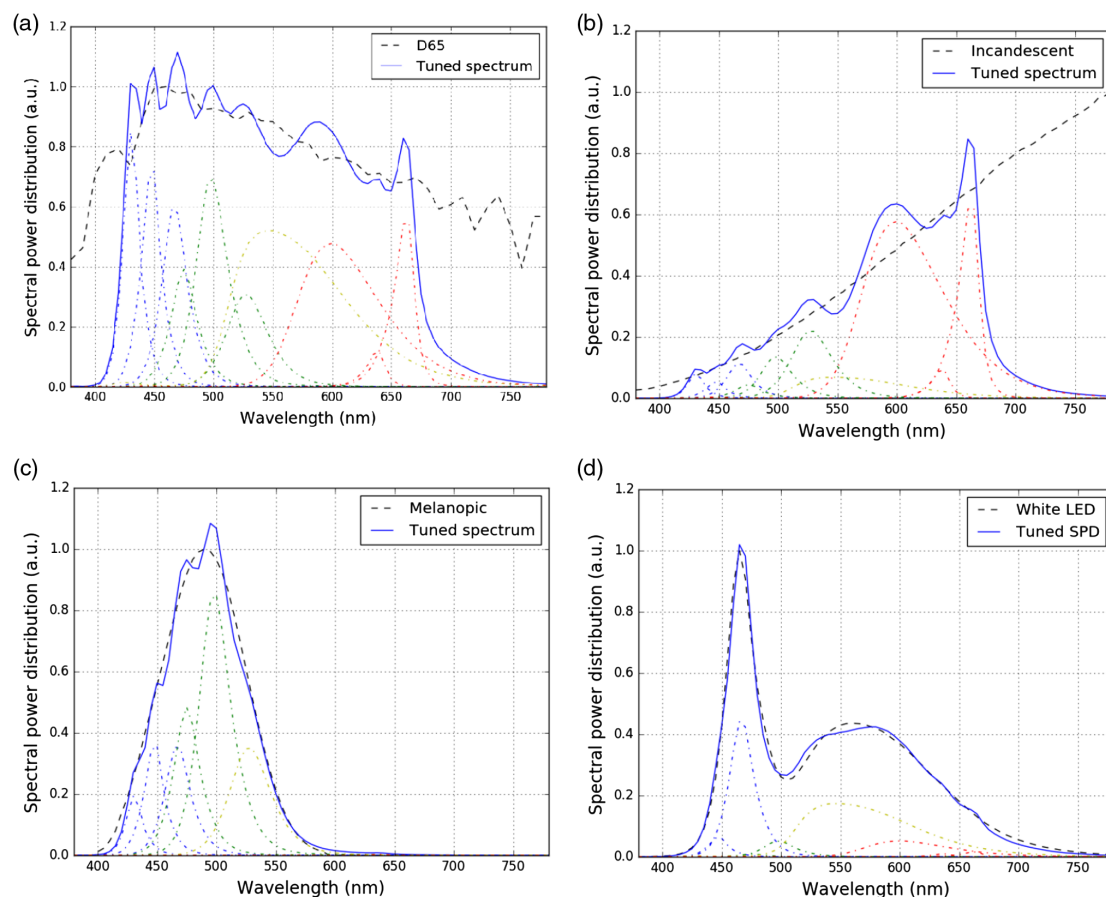 (a)
1.2
1.0
0.8
0.6
0.4
0.2
0.0
Spectral power distribution (a.u.)
D65
Tuned spectrum
400 450 500 550 600 650 700 750
Wavelength (nm)
(b)
1.2
1.0
0.8
0.6
0.4
0.2
0.0
Spectral power distribution (a.u.)
Incandescent
Tuned spectrum
400 450 500 550 600 650 700 750
Wavelength (nm)
(c)
1.2
1.0
0.8
0.6
0.4
0.2
0.0
Spectral power distribution (a.u.)
Melanopic
Tuned spectrum
400 450 500 550 600 650 700 750
Wavelength (nm)
(d)
1.2
1.0
0.8
0.6
0.4
0.2
0.0
Spectral power distribution (a.u.)
White LED
Tuned SPD
400 450 500 550 600 650 700 750
Wavelength (nm)